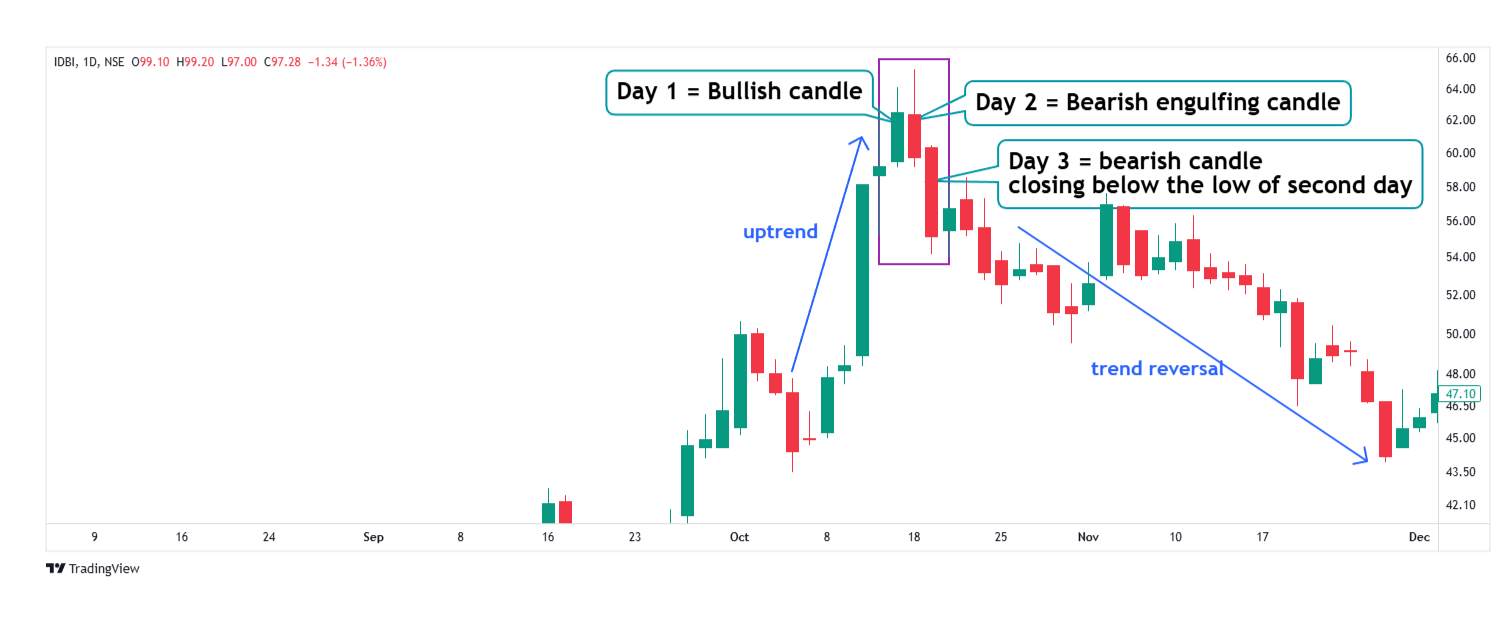 IDBI, 1D, NSE O99.10 H99.20 L97.00 C97.28 −1.34 (−1.36%)
66.00
Day 1 = Bullish candle
64.00
Day 2 = Bearish engulfing candle
62.00
60.00
Day 3 = bearish candle
closing below the low of second day
58.00
56.00
uptrend
54.00
52.00
50.00
48.00
trend reversal
47.10
46.50
45.00
43.50
42.10
9 16 24 Sep 8 16 23 Oct 8 18 25 Nov 10 17 Dec
TradingView